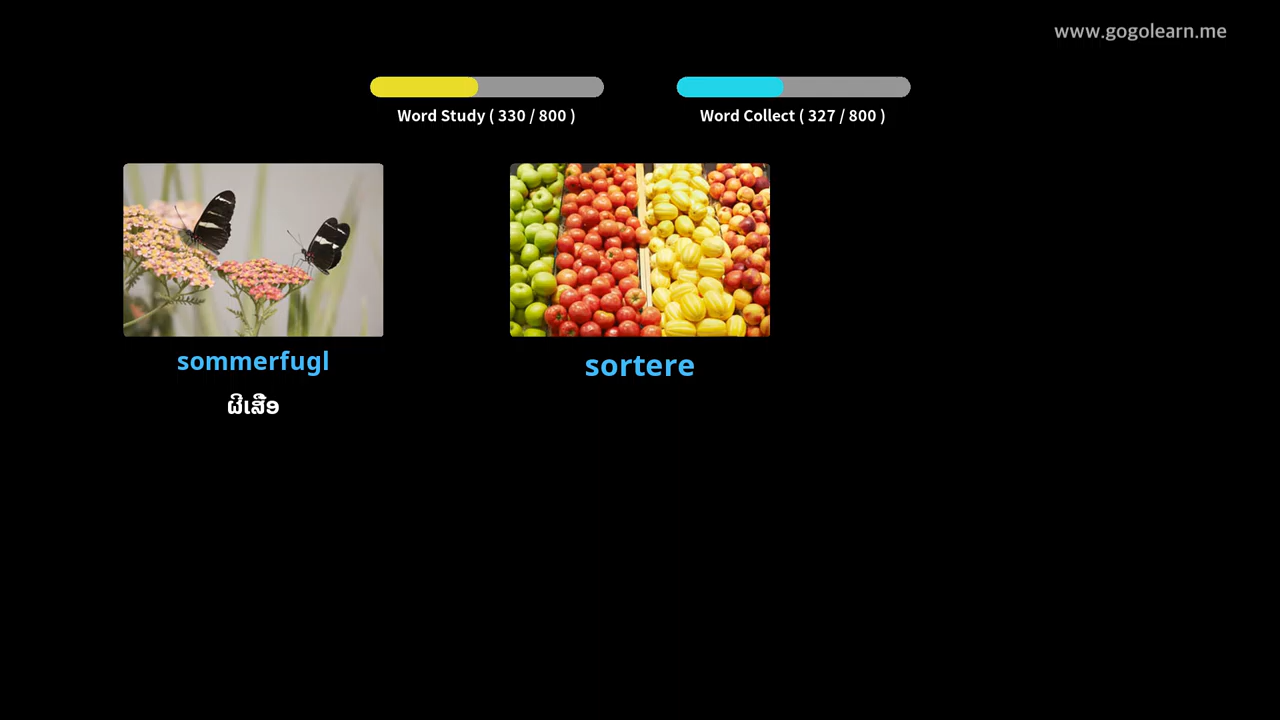 www.gogolearn.me
Word Study ( 330 / 800 )
Word Collect ( 327 / 800 )
sommerfugl
ຜີເສື້ອ
sortere